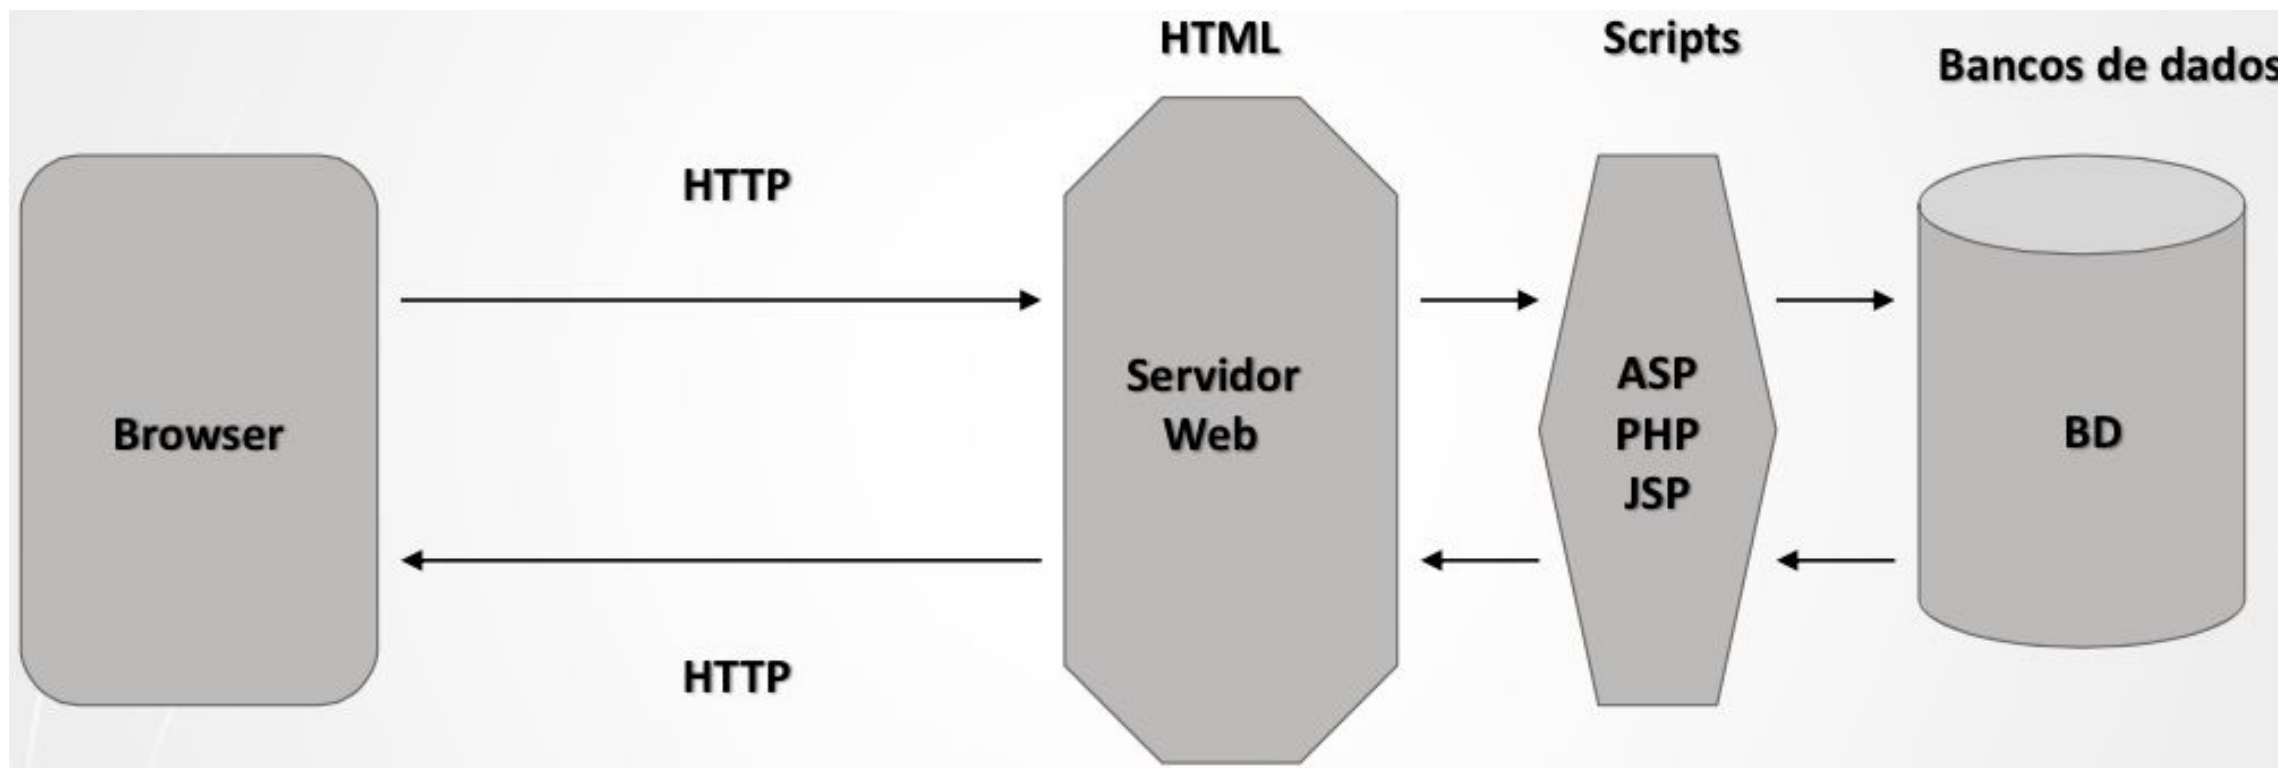 HTML
Scripts
Bancos de dados
HTTP
Browser
Servidor
Web
ASP
PHP
JSP
BD
HTTP